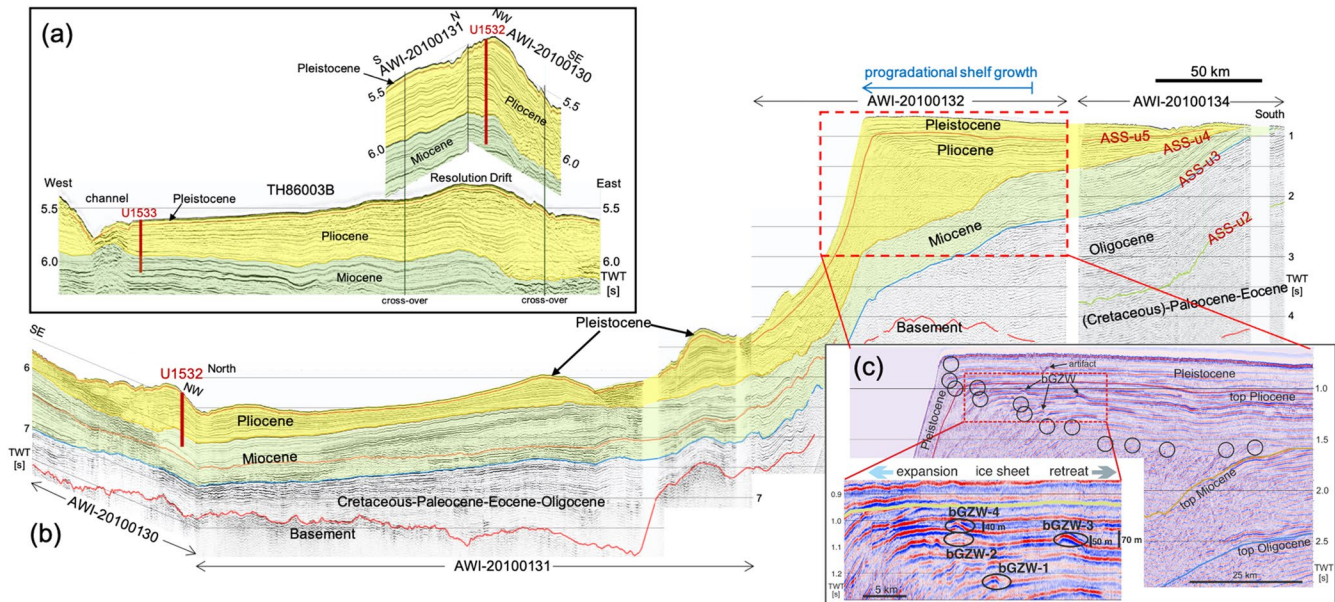 (a)
N
NW
U1532
AWI-20100131
AWI-20100130
S
SE
Pleistocene
5.5
5.5
Pliocene
6.0
6.0
Miocene
Resolution Drift
West
East
channel
Pleistocene
TH86003B
5.5
5.5
U1533
Pliocene
6.0
6.0
TWT
[s]
Miocene
cross-over
cross-over
50 km
progradational shelf growth
AWI-20100132
AWI-20100134
South
Pleistocene
Pliocene
ASS-u5
ASS-u4
ASS-u3
1
2
Miocene
Oligocene
ASS-u2
3
TWT
[s]
(Cretaceous)-Paleocene-Eocene
4
Basement
Pleistocene
SE
6
U1532
North
NW
7
TWT
[s]
Pliocene
Miocene
Cretaceous-Paleocene-Eocene-Oligocene
7
Basement
AWI-20100130
(b)
AWI-20100131
(c)
artifact
Pleistocene
bGZW
1.0
top Pliocene
Pleistocene
1.5
top Miocene
2.0
top Oligocene
2.5
TWT
[s]
25 km
expansion
ice sheet
retreat
0.9
bGZW-4
1.0
40 m
bGZW-3
1.1
50 m
70 m
bGZW-2
bGZW-1
1.2
TWT
[s]
5 km